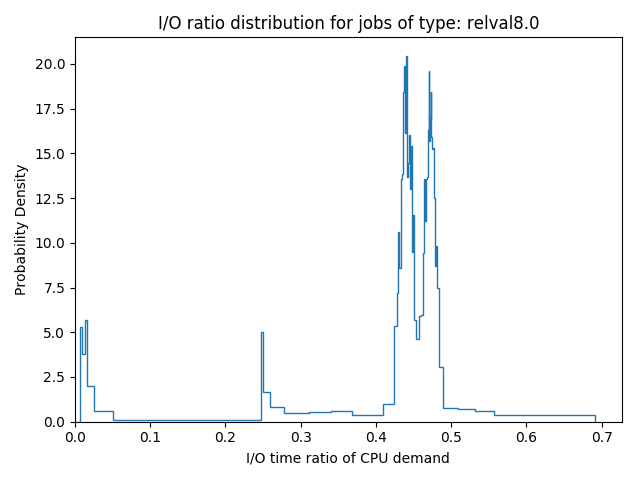 I/O ratio distribution for jobs of type: relval8.0
Probability Density
20.0
17.5
15.0
12.5
10.0
7.5
5.0
2.5
0.0
0.0 0.1 0.2 0.3 0.4 0.5 0.6 0.7
I/O time ratio of CPU demand